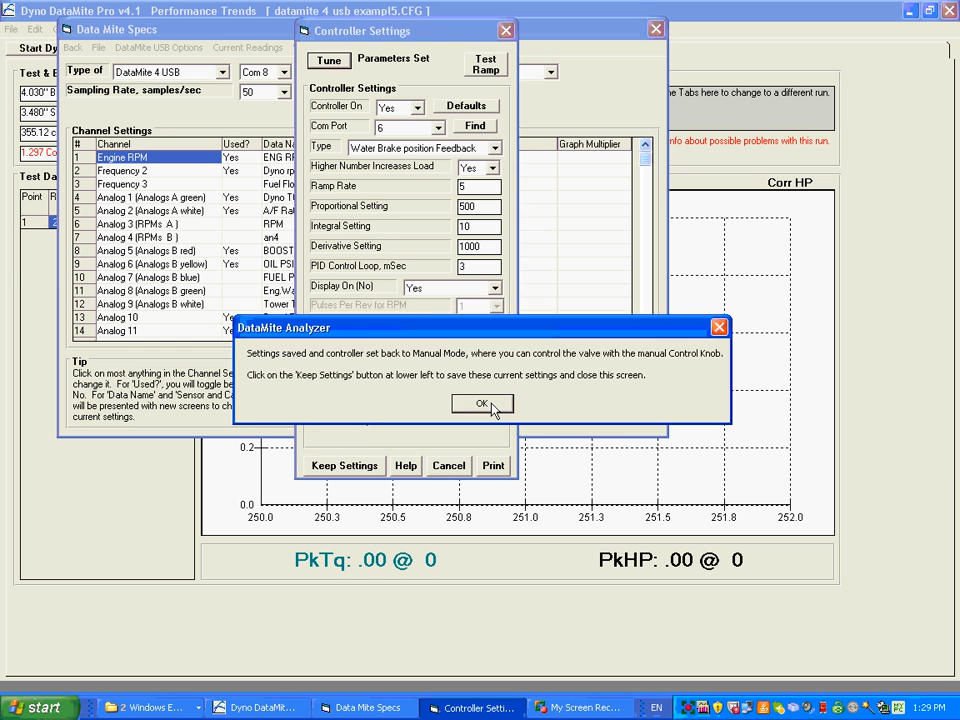 Dyno DataMite Pro v4.1   Performance Trends   [ datamite 4 usb exampl5.CFG ]
File  Edit
Start Dy
Data Mite Specs
Back  File  DataMite USB Options  Current Readings
Type of  DataMite 4 USB  Com 8
Sampling Rate, samples/sec  50
Test & E
4.030" B
3.480" S
355.12 c
1.297 Co
Test Da
Point  R
1  2
Channel Settings
#  Channel  Used?  Data N  Graph Multiplier
1  Engine RPM  Yes  ENG RF
2  Frequency 2  Yes  Dyno rp
3  Frequency 3  Fuel Flo
4  Analog 1 (Analogs A green)  Yes  Dyno T
5  Analog 2 (Analogs A white)  Yes  A/F Rat
6  Analog 3 (RPMs A )  RPM
7  Analog 4 (RPMs B )  an4
8  Analog 5 (Analogs B red)  Yes  BOOST
9  Analog 6 (Analogs B yellow)  Yes  OIL PSI
10  Analog 7 (Analogs B blue)  FUEL P
11  Analog 8 (Analogs B green)  Eng.Wa
12  Analog 9 (Analogs B white)  Tower T
13  Analog 10
14  Analog 11
Tip
Click on most anything in the Channel Se
change it. For 'Used?', you will toggle be
No. For 'Data Name' and 'Sensor and Ca
will be presented with new screens to ch
current settings.
Controller Settings
Tune  Parameters Set  Test Ramp
Controller Settings
Controller On  Yes  Defaults
Com Port  6  Find
Type  Water Brake position Feedback
Higher Number Increases Load  Yes
Ramp Rate  5
Proportional Setting  500
Integral Setting  10
Derivative Setting  1000
PID Control Loop, mSec  3
Display On (No)  Yes
Pulses Per Rev for RPM  1
Keep Settings  Help  Cancel  Print
DataMite Analyzer
Settings saved and controller set back to Manual Mode, where you can control the valve with the manual Control Knob.
Click on the 'Keep Settings' button at lower left to save these current settings and close this screen.
OK
e Tabs here to change to a different run.
nfo about possible problems with this run.
Corr HP
0.2
0.0
250.0  250.3  250.5  250.8  251.0  251.3  251.5  251.8  252.0
PkTq: .00 @ 0  PkHP: .00 @ 0
start  2 Windows E...  Dyno DataMit...  Data Mite Specs  Controller Setti...  My Screen Rec...  EN  1:29 PM